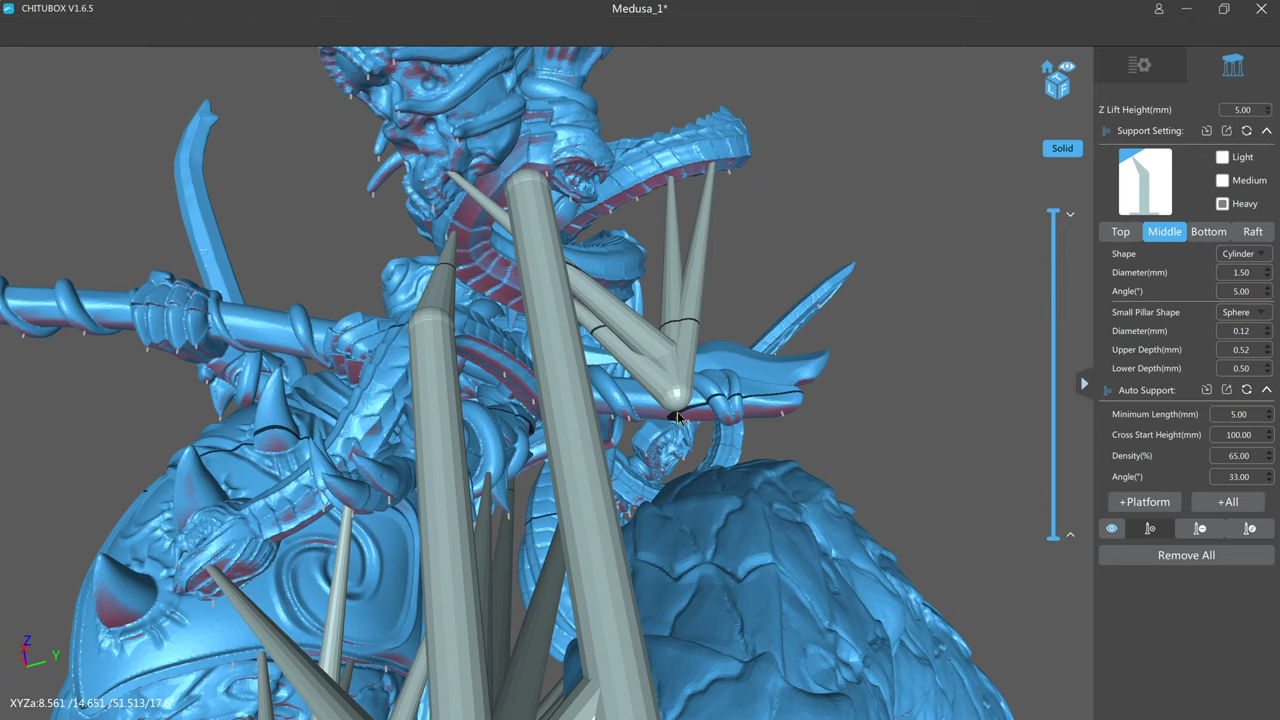 CHITUBOX V1.6.5
Medusa_1*
Z Lift Height(mm) 5.00
Support Setting:
Solid
Light
Medium
Heavy
Top Middle Bottom Raft
Shape Cylinder
Diameter(mm) 1.50
Angle(°) 5.00
Small Pillar Shape Sphere
Diameter(mm) 0.12
Upper Depth(mm) 0.52
Lower Depth(mm) 0.50
Auto Support:
Minimum Length(mm) 5.00
Cross Start Height(mm) 100.00
Density(%) 65.00
Angle(°) 33.00
+Platform +All
Remove All
Z
Y
XYZa:8.561 /14.651 /51.513/17.6